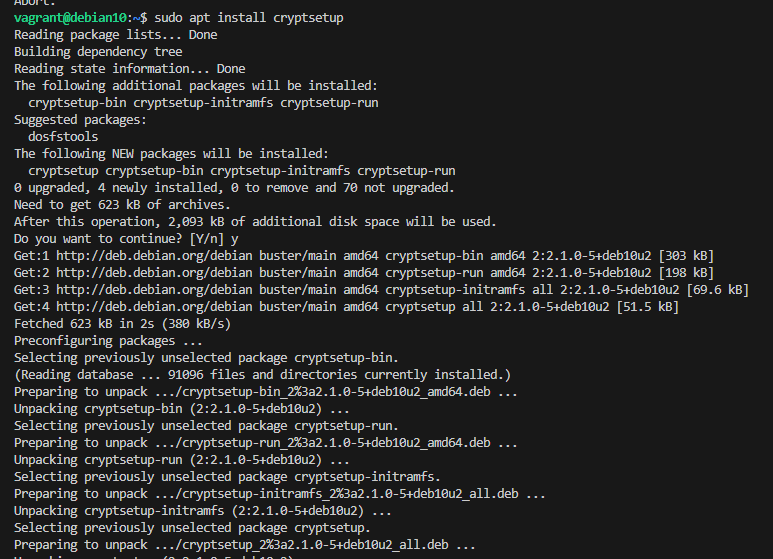 Abort.
vagrant@debian10:~$ sudo apt install cryptsetup
Reading package lists... Done
Building dependency tree
Reading state information... Done
The following additional packages will be installed:
  cryptsetup-bin cryptsetup-initramfs cryptsetup-run
Suggested packages:
  dosfstools
The following NEW packages will be installed:
  cryptsetup cryptsetup-bin cryptsetup-initramfs cryptsetup-run
0 upgraded, 4 newly installed, 0 to remove and 70 not upgraded.
Need to get 623 kB of archives.
After this operation, 2,093 kB of additional disk space will be used.
Do you want to continue? [Y/n] y
Get:1 http://deb.debian.org/debian buster/main amd64 cryptsetup-bin amd64 2:2.1.0-5+deb10u2 [303 kB]
Get:2 http://deb.debian.org/debian buster/main amd64 cryptsetup-run amd64 2:2.1.0-5+deb10u2 [198 kB]
Get:3 http://deb.debian.org/debian buster/main amd64 cryptsetup-initramfs all 2:2.1.0-5+deb10u2 [69.6 kB]
Get:4 http://deb.debian.org/debian buster/main amd64 cryptsetup all 2:2.1.0-5+deb10u2 [51.5 kB]
Fetched 623 kB in 2s (380 kB/s)
Preconfiguring packages ...
Selecting previously unselected package cryptsetup-bin.
(Reading database ... 91096 files and directories currently installed.)
Preparing to unpack .../cryptsetup-bin_2%3a2.1.0-5+deb10u2_amd64.deb ...
Unpacking cryptsetup-bin (2:2.1.0-5+deb10u2) ...
Selecting previously unselected package cryptsetup-run.
Preparing to unpack .../cryptsetup-run_2%3a2.1.0-5+deb10u2_amd64.deb ...
Unpacking cryptsetup-run (2:2.1.0-5+deb10u2) ...
Selecting previously unselected package cryptsetup-initramfs.
Preparing to unpack .../cryptsetup-initramfs_2%3a2.1.0-5+deb10u2_all.deb ...
Unpacking cryptsetup-initramfs (2:2.1.0-5+deb10u2) ...
Selecting previously unselected package cryptsetup.
Preparing to unpack .../cryptsetup_2%3a2.1.0-5+deb10u2_all.deb ...